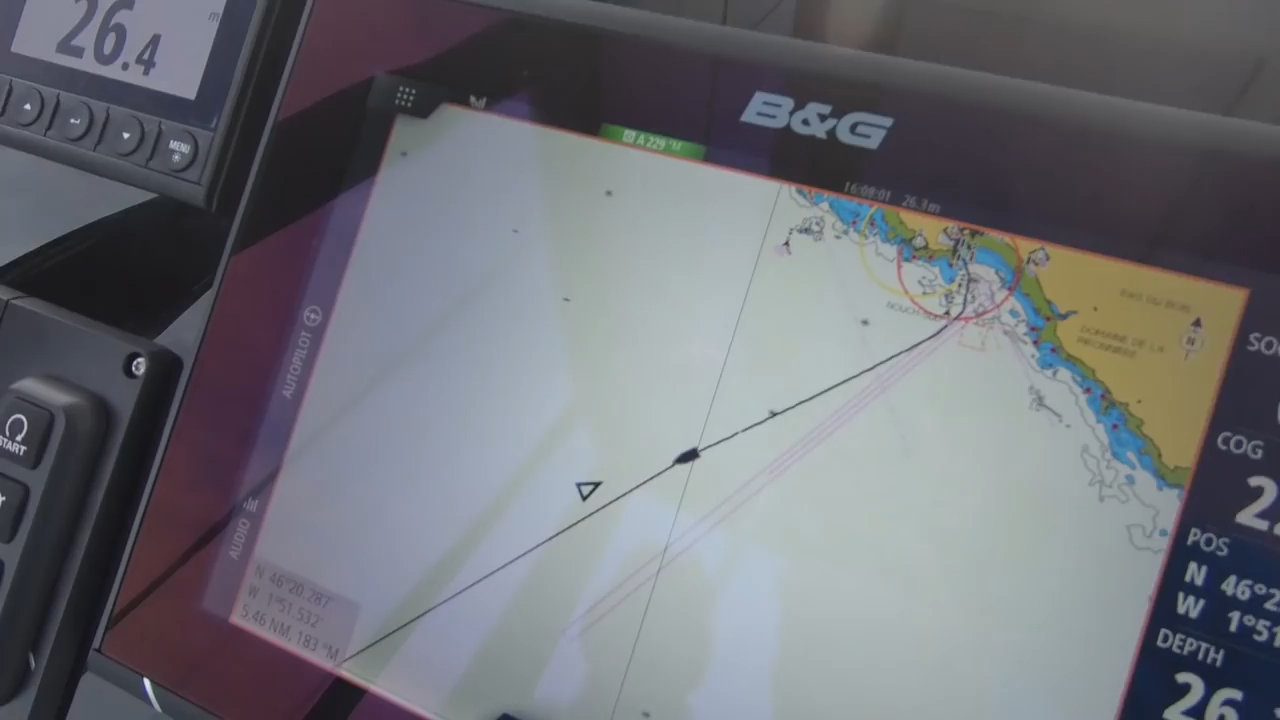 26.4
m
MENU
START
B&G
A 229 °M
16:08:01 26.3 m
AUTOPILOT
AUDIO
DOMAINE DE LA
PIRONNIERE
N
N 46°20.287'
W 1°51.532'
5.46 NM, 183 °M
COG
POS
N 46°2
W 1°51
DEPTH
26